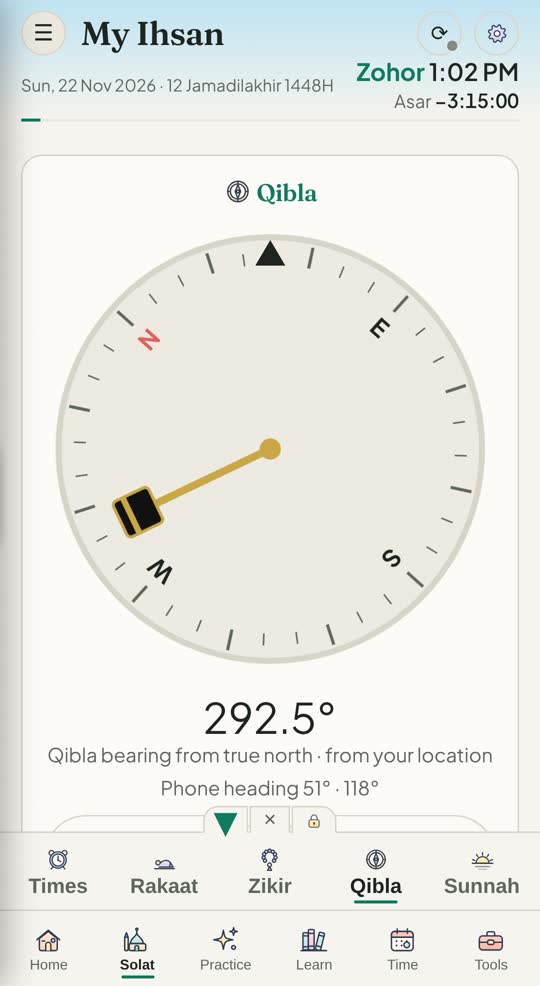 My Ihsan
Sun, 22 Nov 2026 · 12 Jamadilakhir 1448H
Zohor 1:02 PM
Asar −3:15:00
Qibla
N
E
W
S
292.5°
Qibla bearing from true north · from your location
Phone heading 51° · 118°
Times Rakaat Zikir Qibla Sunnah
Home Solat Practice Learn Time Tools